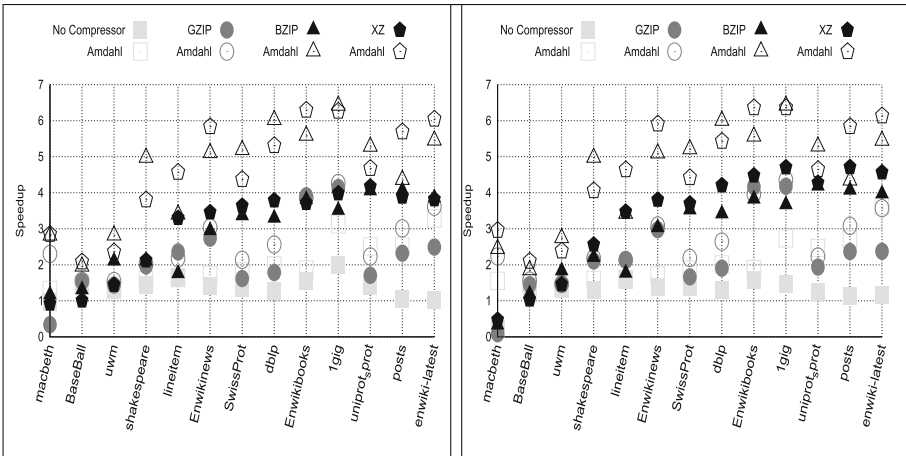 No Compressor GZIP BZIP XZ
Amdahl Amdahl Amdahl Amdahl
7
6
5
4
3
2
1
0
Speedup
macbeth
BaseBall
uwm
shakespeare
lineitem
Enwikinews
SwissProt
dblp
Enwikibooks
1gig
uniprotsprot
posts
enwiki-latest
No Compressor GZIP BZIP XZ
Amdahl Amdahl Amdahl Amdahl
7
6
5
4
3
2
1
0
Speedup
macbeth
BaseBall
uwm
shakespeare
lineitem
Enwikinews
SwissProt
dblp
Enwikibooks
1gig
uniprotsprot
posts
enwiki-latest